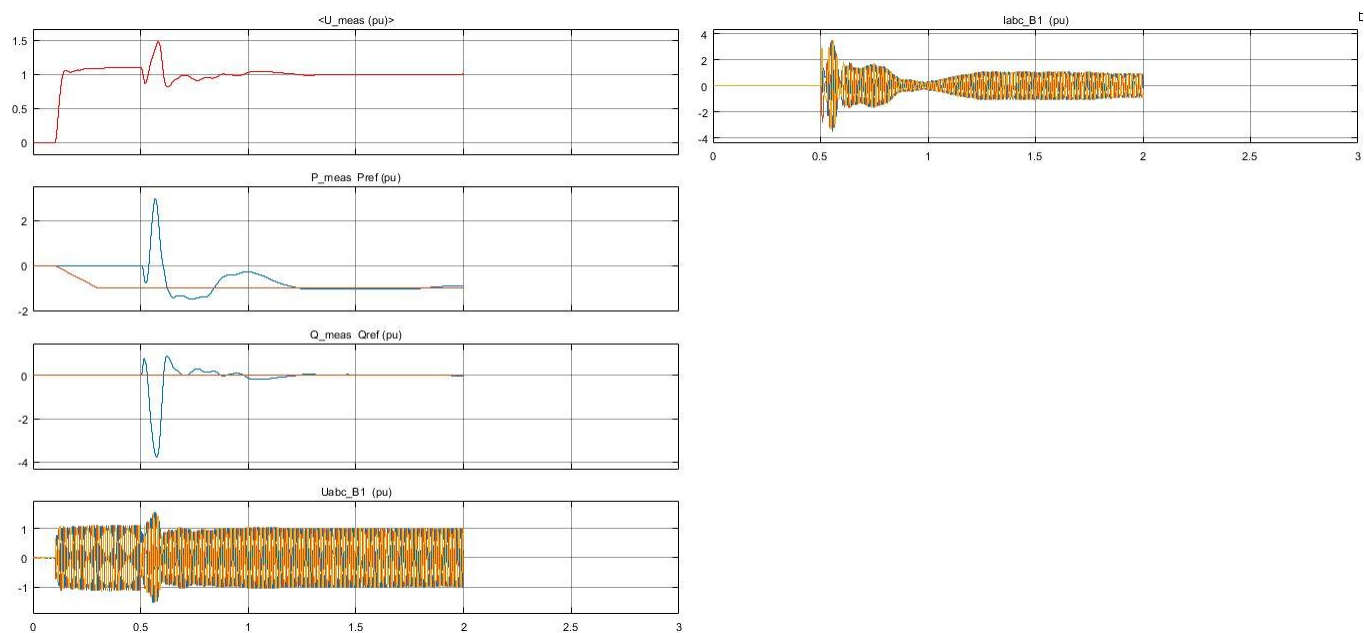 <U_meas (pu)>
1.5
1
0.5
0
P_meas Pref (pu)
2
0
-2
Q_meas Qref (pu)
0
-2
-4
Uabc_B1 (pu)
1
0
-1
0 0.5 1 1.5 2 2.5 3
Iabc_B1 (pu)
4
2
0
-2
-4
0 0.5 1 1.5 2 2.5 3